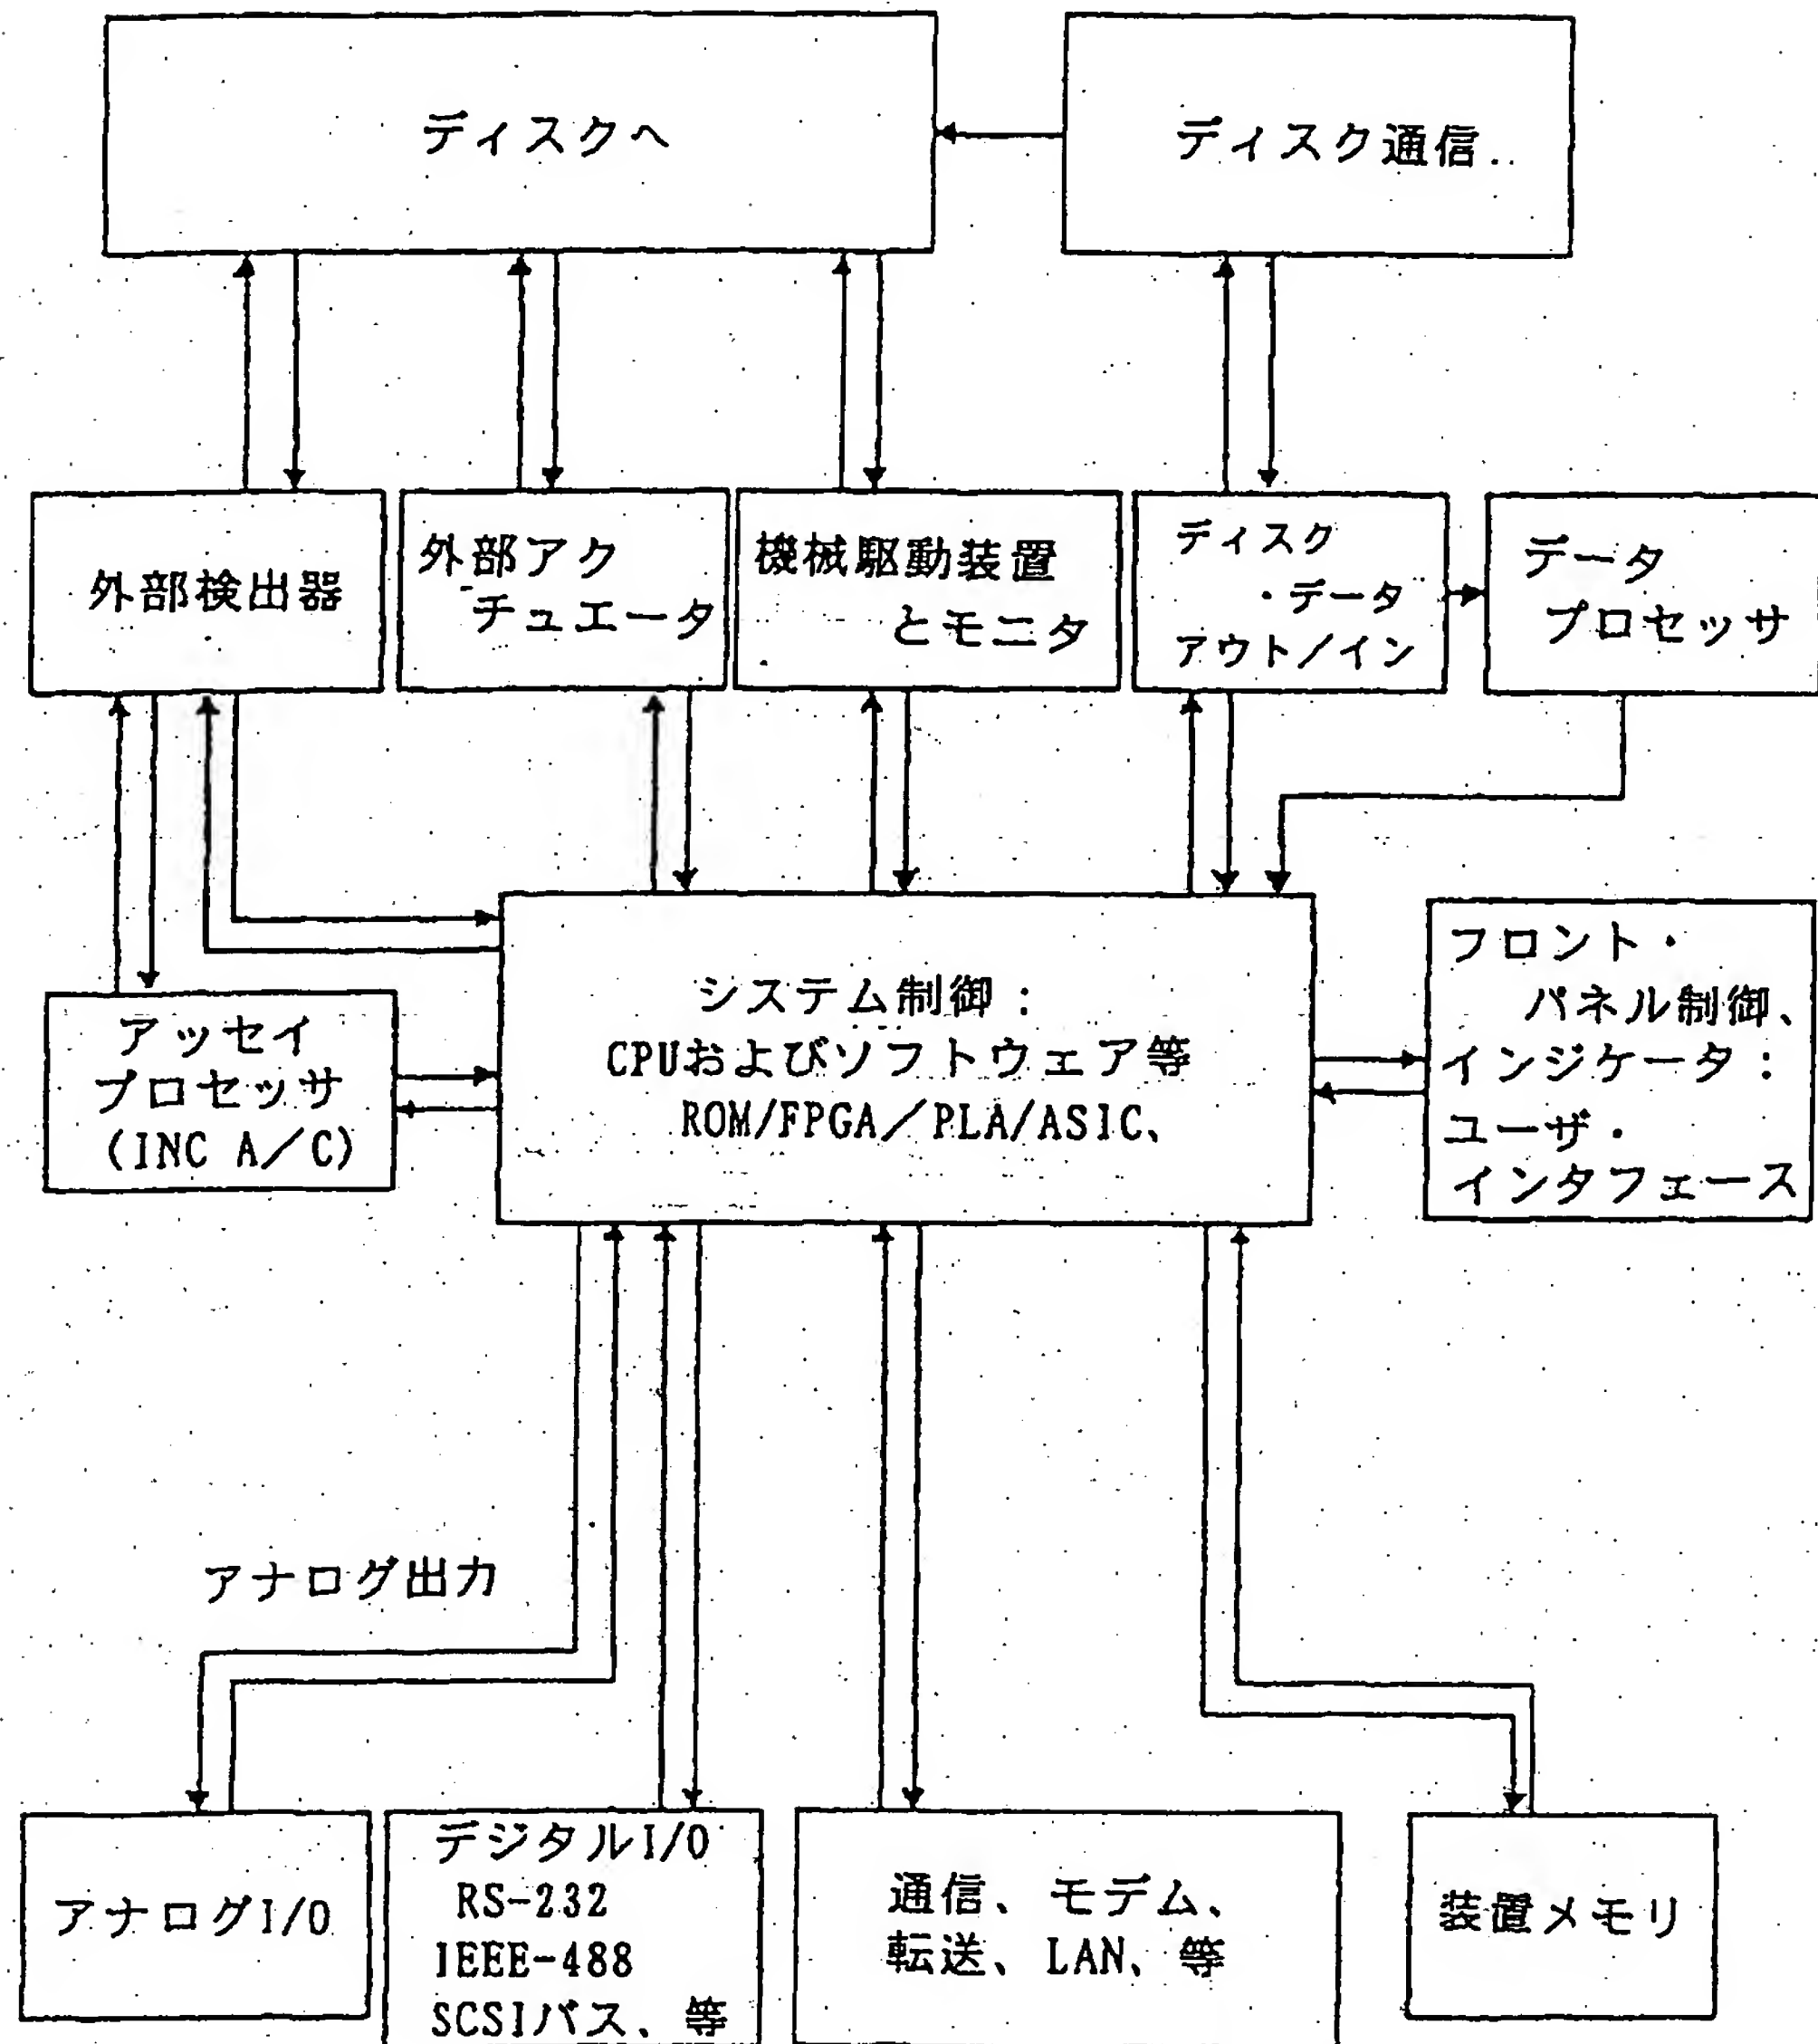 ディスクへ
ディスク通信
外部検出器
外部アク
チュエータ
機械駆動装置
とモニタ
ディスク
・データ
アウト/イン
データ
プロセッサ
アッセイ
プロセッサ
(INC A/C)
システム制御:
CPUおよびソフトウェア等
ROM/FPGA/PLA/ASIC、
フロント・
パネル制御、
インジケータ:
ユーザ・
インタフェース
アナログ出力
アナログI/O
デジタルI/O
RS-232
IEEE-488
SCSIバス、等
通信、モデム、
転送、LAN、等
装置メモリ